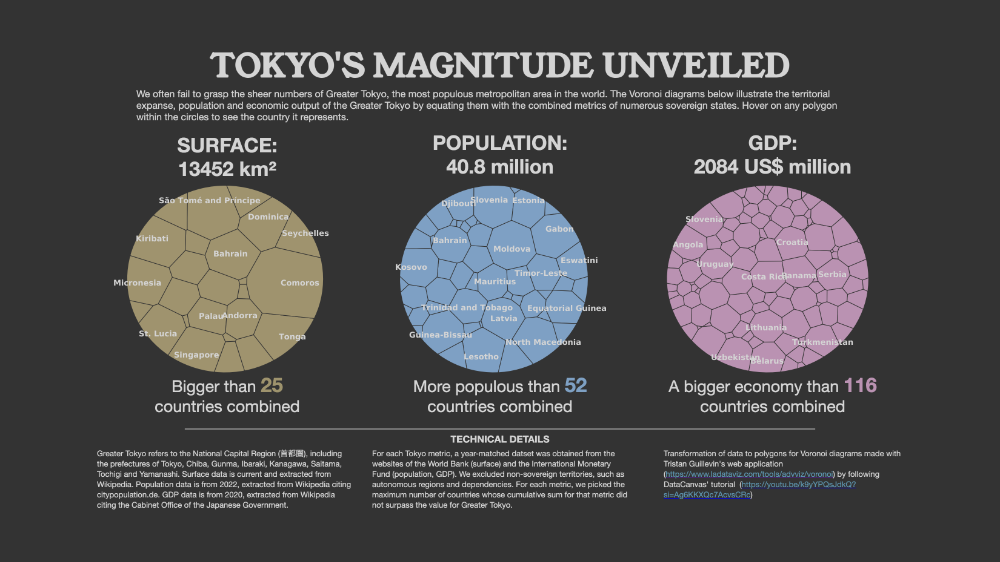 TOKYO'S MAGNITUDE UNVEILED
We often fail to grasp the sheer numbers of Greater Tokyo, the most populous metropolitan area in the world. The Voronoi diagrams below illustrate the territorial
expanse, population and economic output of the Greater Tokyo by equating them with the combined metrics of numerous sovereign states. Hover on any polygon
within the circles to see the country it represents.
SURFACE:
13452 km²
São Tomé and Príncipe
Dominica
Seychelles
Kiribati
Bahrain
Micronesia
Comoros
Palau
Andorra
St. Lucia
Tonga
Singapore
Bigger than 25
countries combined
POPULATION:
40.8 million
Djibouti
Slovenia
Estonia
Gabon
Bahrain
Moldova
Kosovo
Eswatini
Timor-Leste
Mauritius
Trinidad and Tobago
Equatorial Guinea
Latvia
Guinea-Bissau
North Macedonia
Lesotho
More populous than 52
countries combined
GDP:
2084 US$ million
Slovenia
Angola
Croatia
Uruguay
Costa Rica
Panama
Serbia
Lithuania
Turkmenistan
Uzbekistan
Belarus
A bigger economy than 116
countries combined
TECHNICAL DETAILS
Greater Tokyo refers to the National Capital Region (首都圏), including
the prefectures of Tokyo, Chiba, Gunma, Ibaraki, Kanagawa, Saitama,
Tochigi and Yamanashi. Surface data is current and extracted from
Wikipedia. Population data is from 2022, extracted from Wikipedia citing
citypopulation.de. GDP data is from 2020, extracted from Wikipedia
citing the Cabinet Office of the Japanese Government.
For each Tokyo metric, a year-matched datset was obtained from the
websites of the World Bank (surface) and the International Monetary
Fund (population, GDP). We excluded non-sovereign territories, such as
autonomous regions and dependencies. For each metric, we picked the
maximum number of countries whose cumulative sum for that metric did
not surpass the value for Greater Tokyo.
Transformation of data to polygons for Voronoi diagrams made with
Tristan Guillevin's web application
(https://www.ladataviz.com/tools/advviz/voronoi) by following
DataCanvas' tutorial (https://youtu.be/k9yYPQsJdkQ?
si=Ag6KKXQc7AcvsCRc)